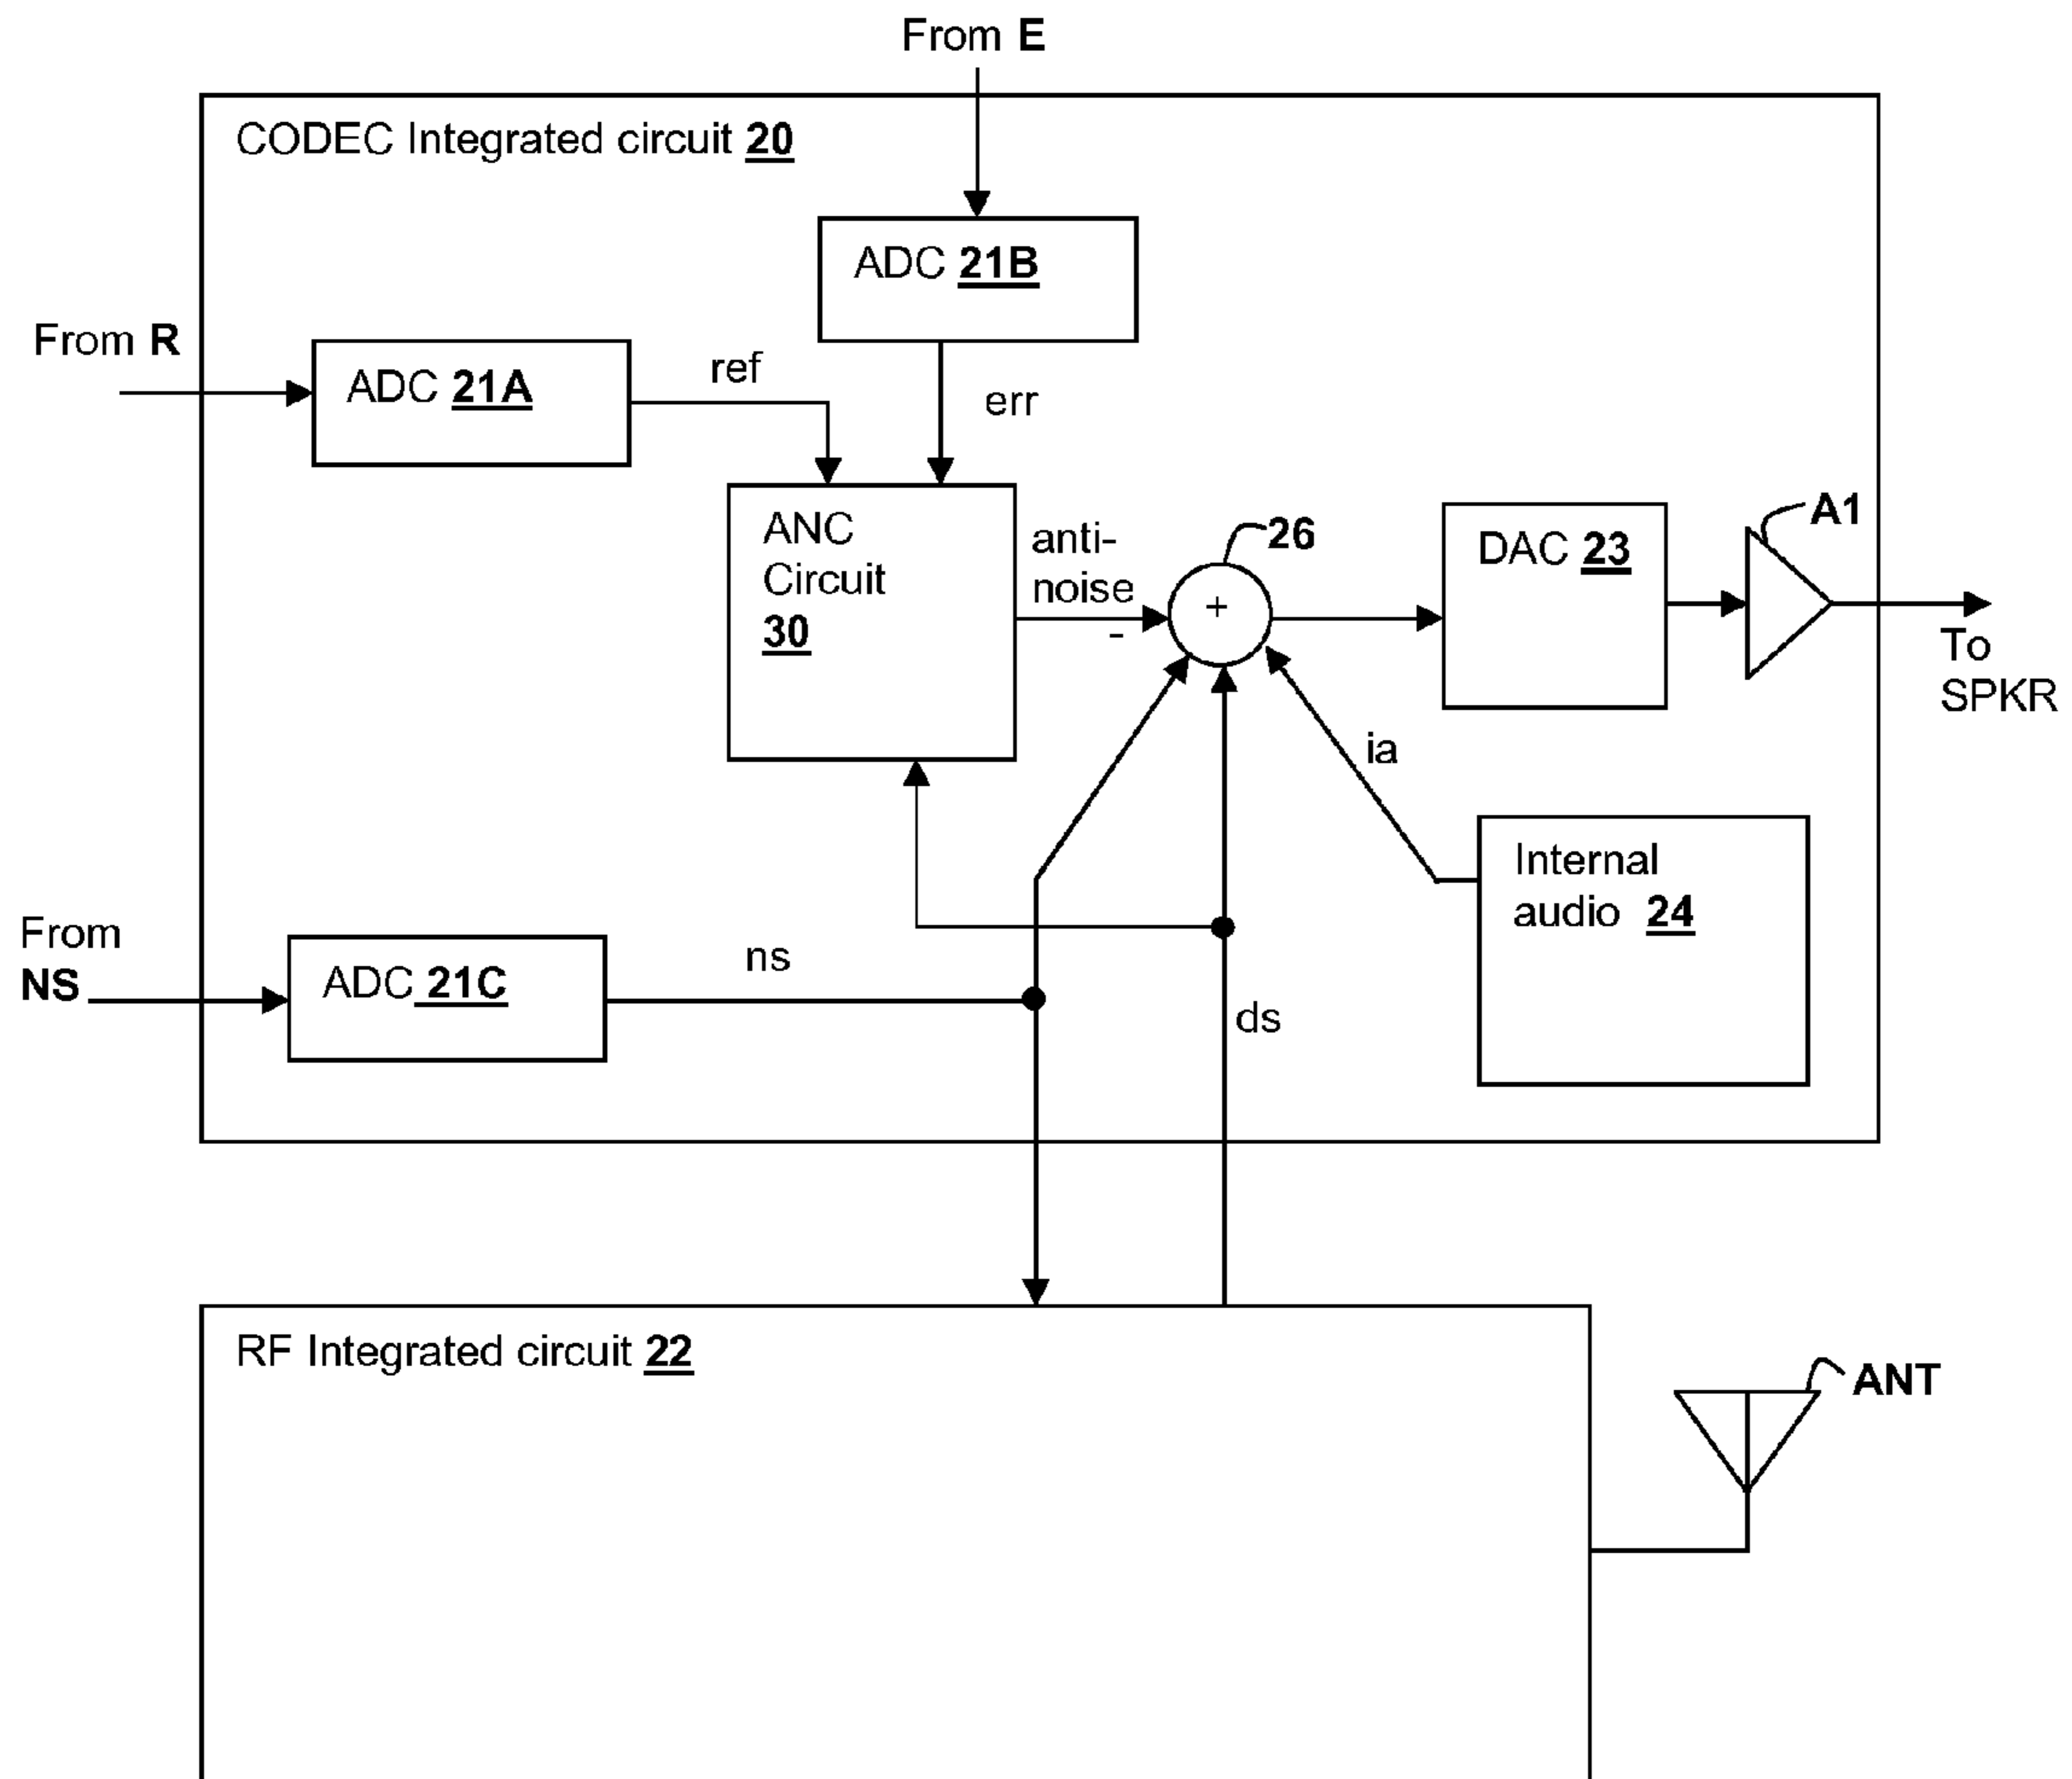 From E
CODEC Integrated circuit 20
ADC 21B
From R
ADC 21A
ref
err
ANC
Circuit
30
anti-
noise
-
26
+
DAC 23
A1
To
SPKR
ia
Internal
audio 24
From
NS
ADC 21C
ns
ds
RF Integrated circuit 22
ANT